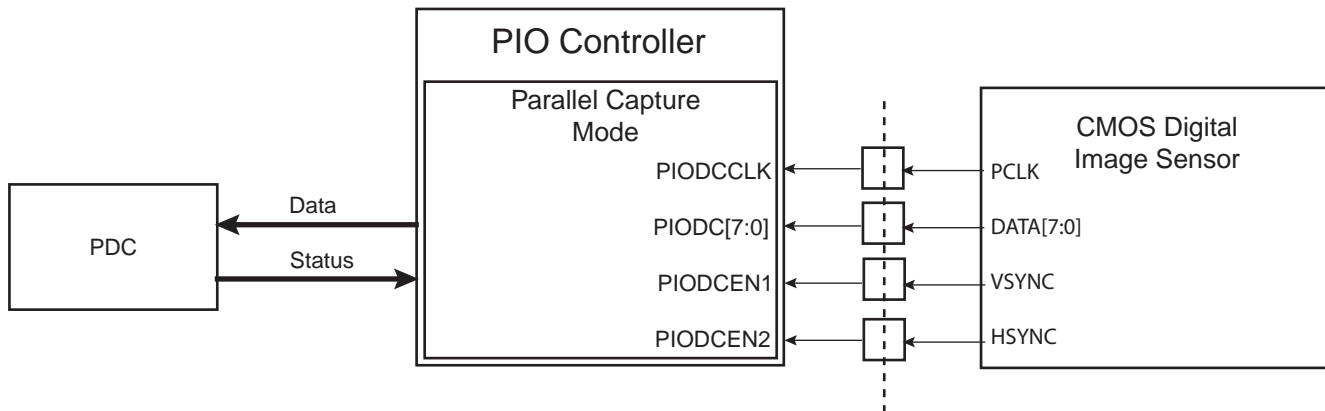 PIO Controller
Parallel Capture
Mode
PDC
Data
Status
PIODCCLK
PIODC[7:0]
PIODCEN1
PIODCEN2
CMOS Digital
Image Sensor
PCLK
DATA[7:0]
VSYNC
HSYNC